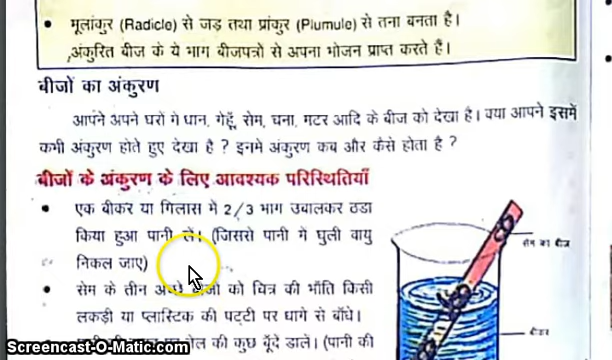 • मूलांकुर (Radicle) से जड़ तथा प्रांकुर (Plumule) से तना बनता है।
अंकुरित बीज के ये भाग बीजपत्रों से अपना भोजन प्राप्त करते हैं।
बीजों का अंकुरण
आपने अपने घरों में धान, गेहूँ, सेम, चना, मटर आदि के बीज को देखा है। क्या आपने इसमें
कभी अंकुरण होते हुए देखा है ? इनमे अंकुरण कब और कैसे होता है ?
बीजों के अंकुरण के लिए आवश्यक परिस्थितियाँ
• एक बीकर या गिलास में 2/3 भाग उबालकर ठंडा
किया हुआ पानी लें। (जिससे पानी में घुली वायु
निकल जाए)
सेम का बीज
• सेम के तीन अच्छे बीजों को चित्र की भाँति किसी
लकड़ी या प्लास्टिक की पट्टी पर धागे से बाँधे।
बीकर
तेल की कुछ बूँदे डालें। (पानी की
Screencast-O-Matic.com